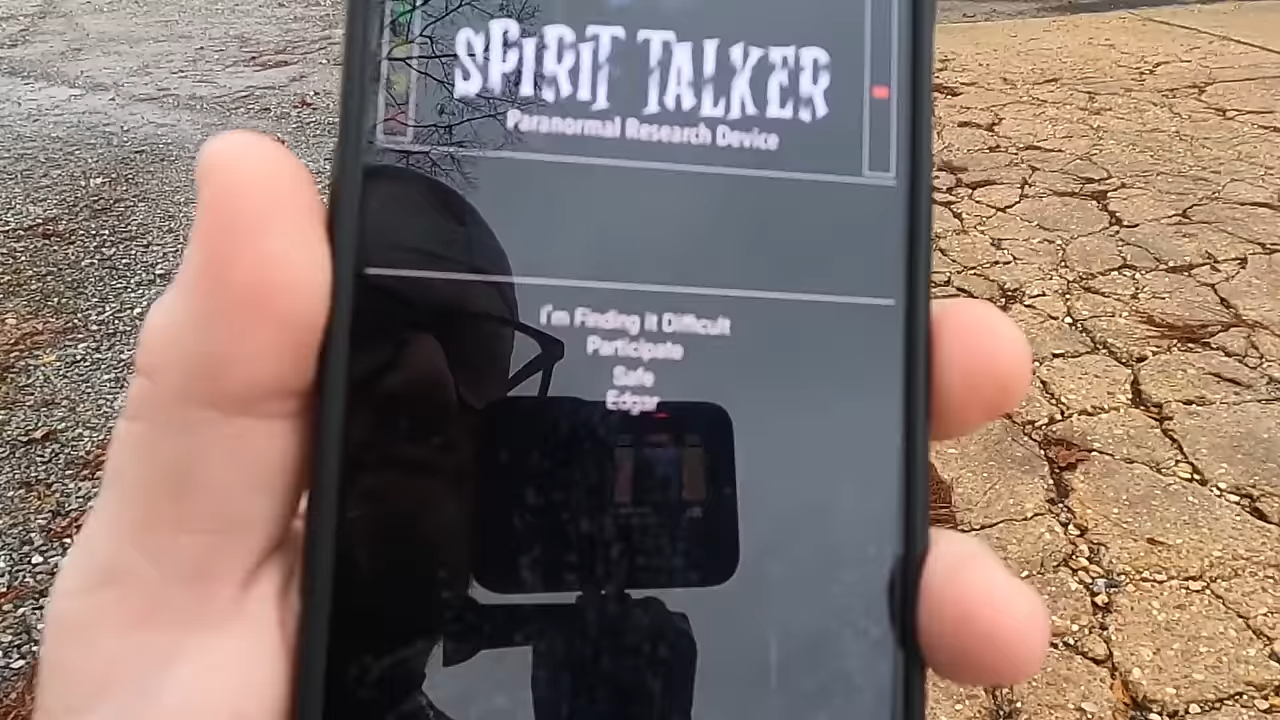 SPIRIT TALKER
Paranormal Research Device
I'm Finding It Difficult
Participate
Safe
Edgar